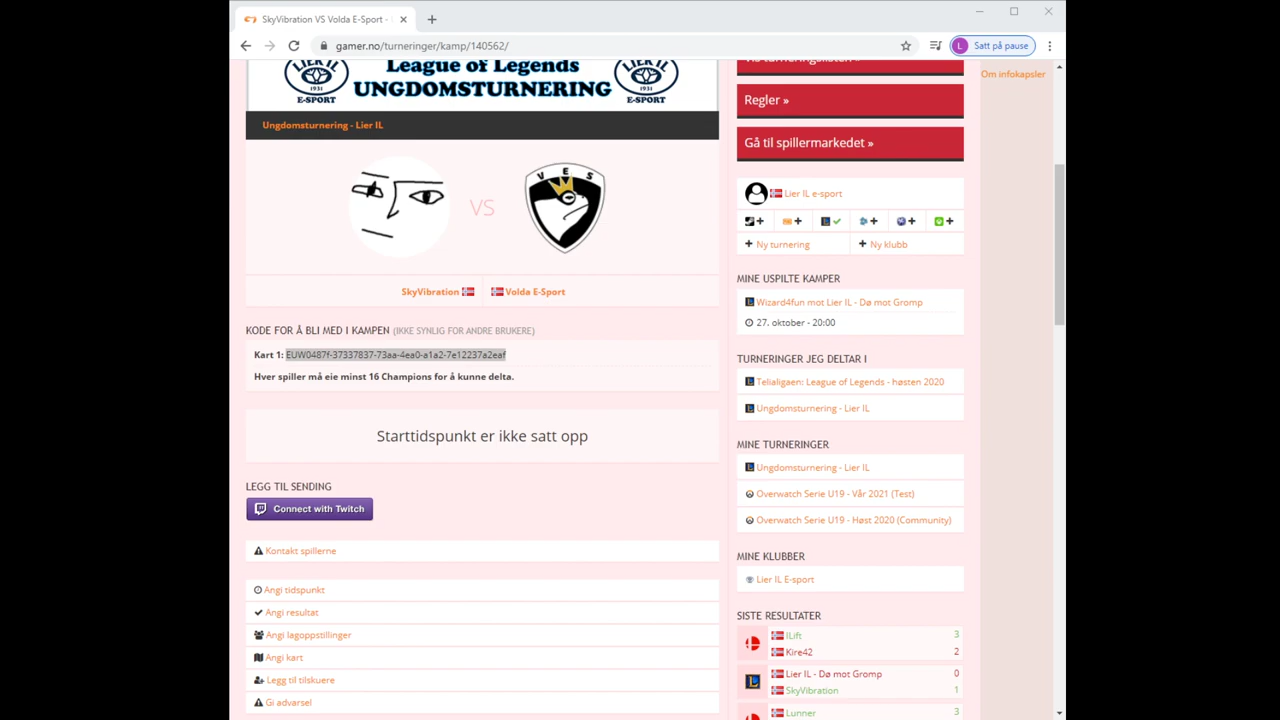 SkyVibration VS Volda E-Sport -
gamer.no/turneringer/kamp/140562/
L Satt på pause
LIER IL
1931
E-SPORT
League of Legends
UNGDOMSTURNERING
LIER IL
1931
E-SPORT
Ungdomsturnering - Lier IL
VS
V E S
SkyVibration
Volda E-Sport
KODE FOR Å BLI MED I KAMPEN (IKKE SYNLIG FOR ANDRE BRUKERE)
Kart 1: EUW0487f-37337837-73aa-4ea0-a1a2-7e12237a2eaf
Hver spiller må eie minst 16 Champions for å kunne delta.
Starttidspunkt er ikke satt opp
LEGG TIL SENDING
Connect with Twitch
Kontakt spillerne
Angi tidspunkt
Angi resultat
Angi lagoppstillinger
Angi kart
Legg til tilskuere
Gi advarsel
Vis turneringslisten »
Regler »
Gå til spillermarkedet »
Lier IL e-sport
Ny turnering
Ny klubb
MINE USPILTE KAMPER
Wizard4fun mot Lier IL - Dø mot Gromp
27. oktober - 20:00
TURNERINGER JEG DELTAR I
Telialigaen: League of Legends - høsten 2020
Ungdomsturnering - Lier IL
MINE TURNERINGER
Ungdomsturnering - Lier IL
Overwatch Serie U19 - Vår 2021 (Test)
Overwatch Serie U19 - Høst 2020 (Community)
MINE KLUBBER
Lier IL E-sport
SISTE RESULTATER
ILift 3
Kire42 2
Lier IL - Dø mot Gromp 0
SkyVibration 1
Lunner 3
Om infokapsler